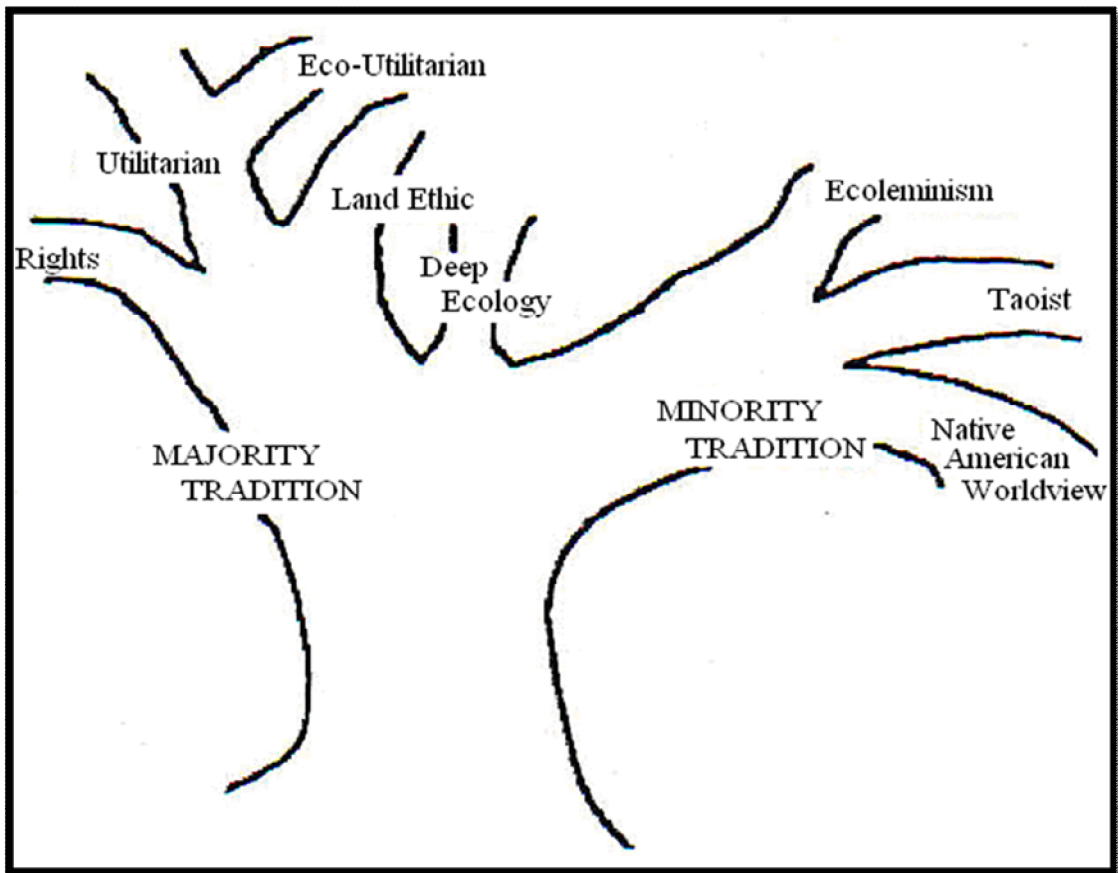 Eco-Utilitarian
Utilitarian
Land Ethic
Ecoleminism
Rights
Deep
Ecology
Taoist
MAJORITY
TRADITION
MINORITY
TRADITION
Native
American
Worldview